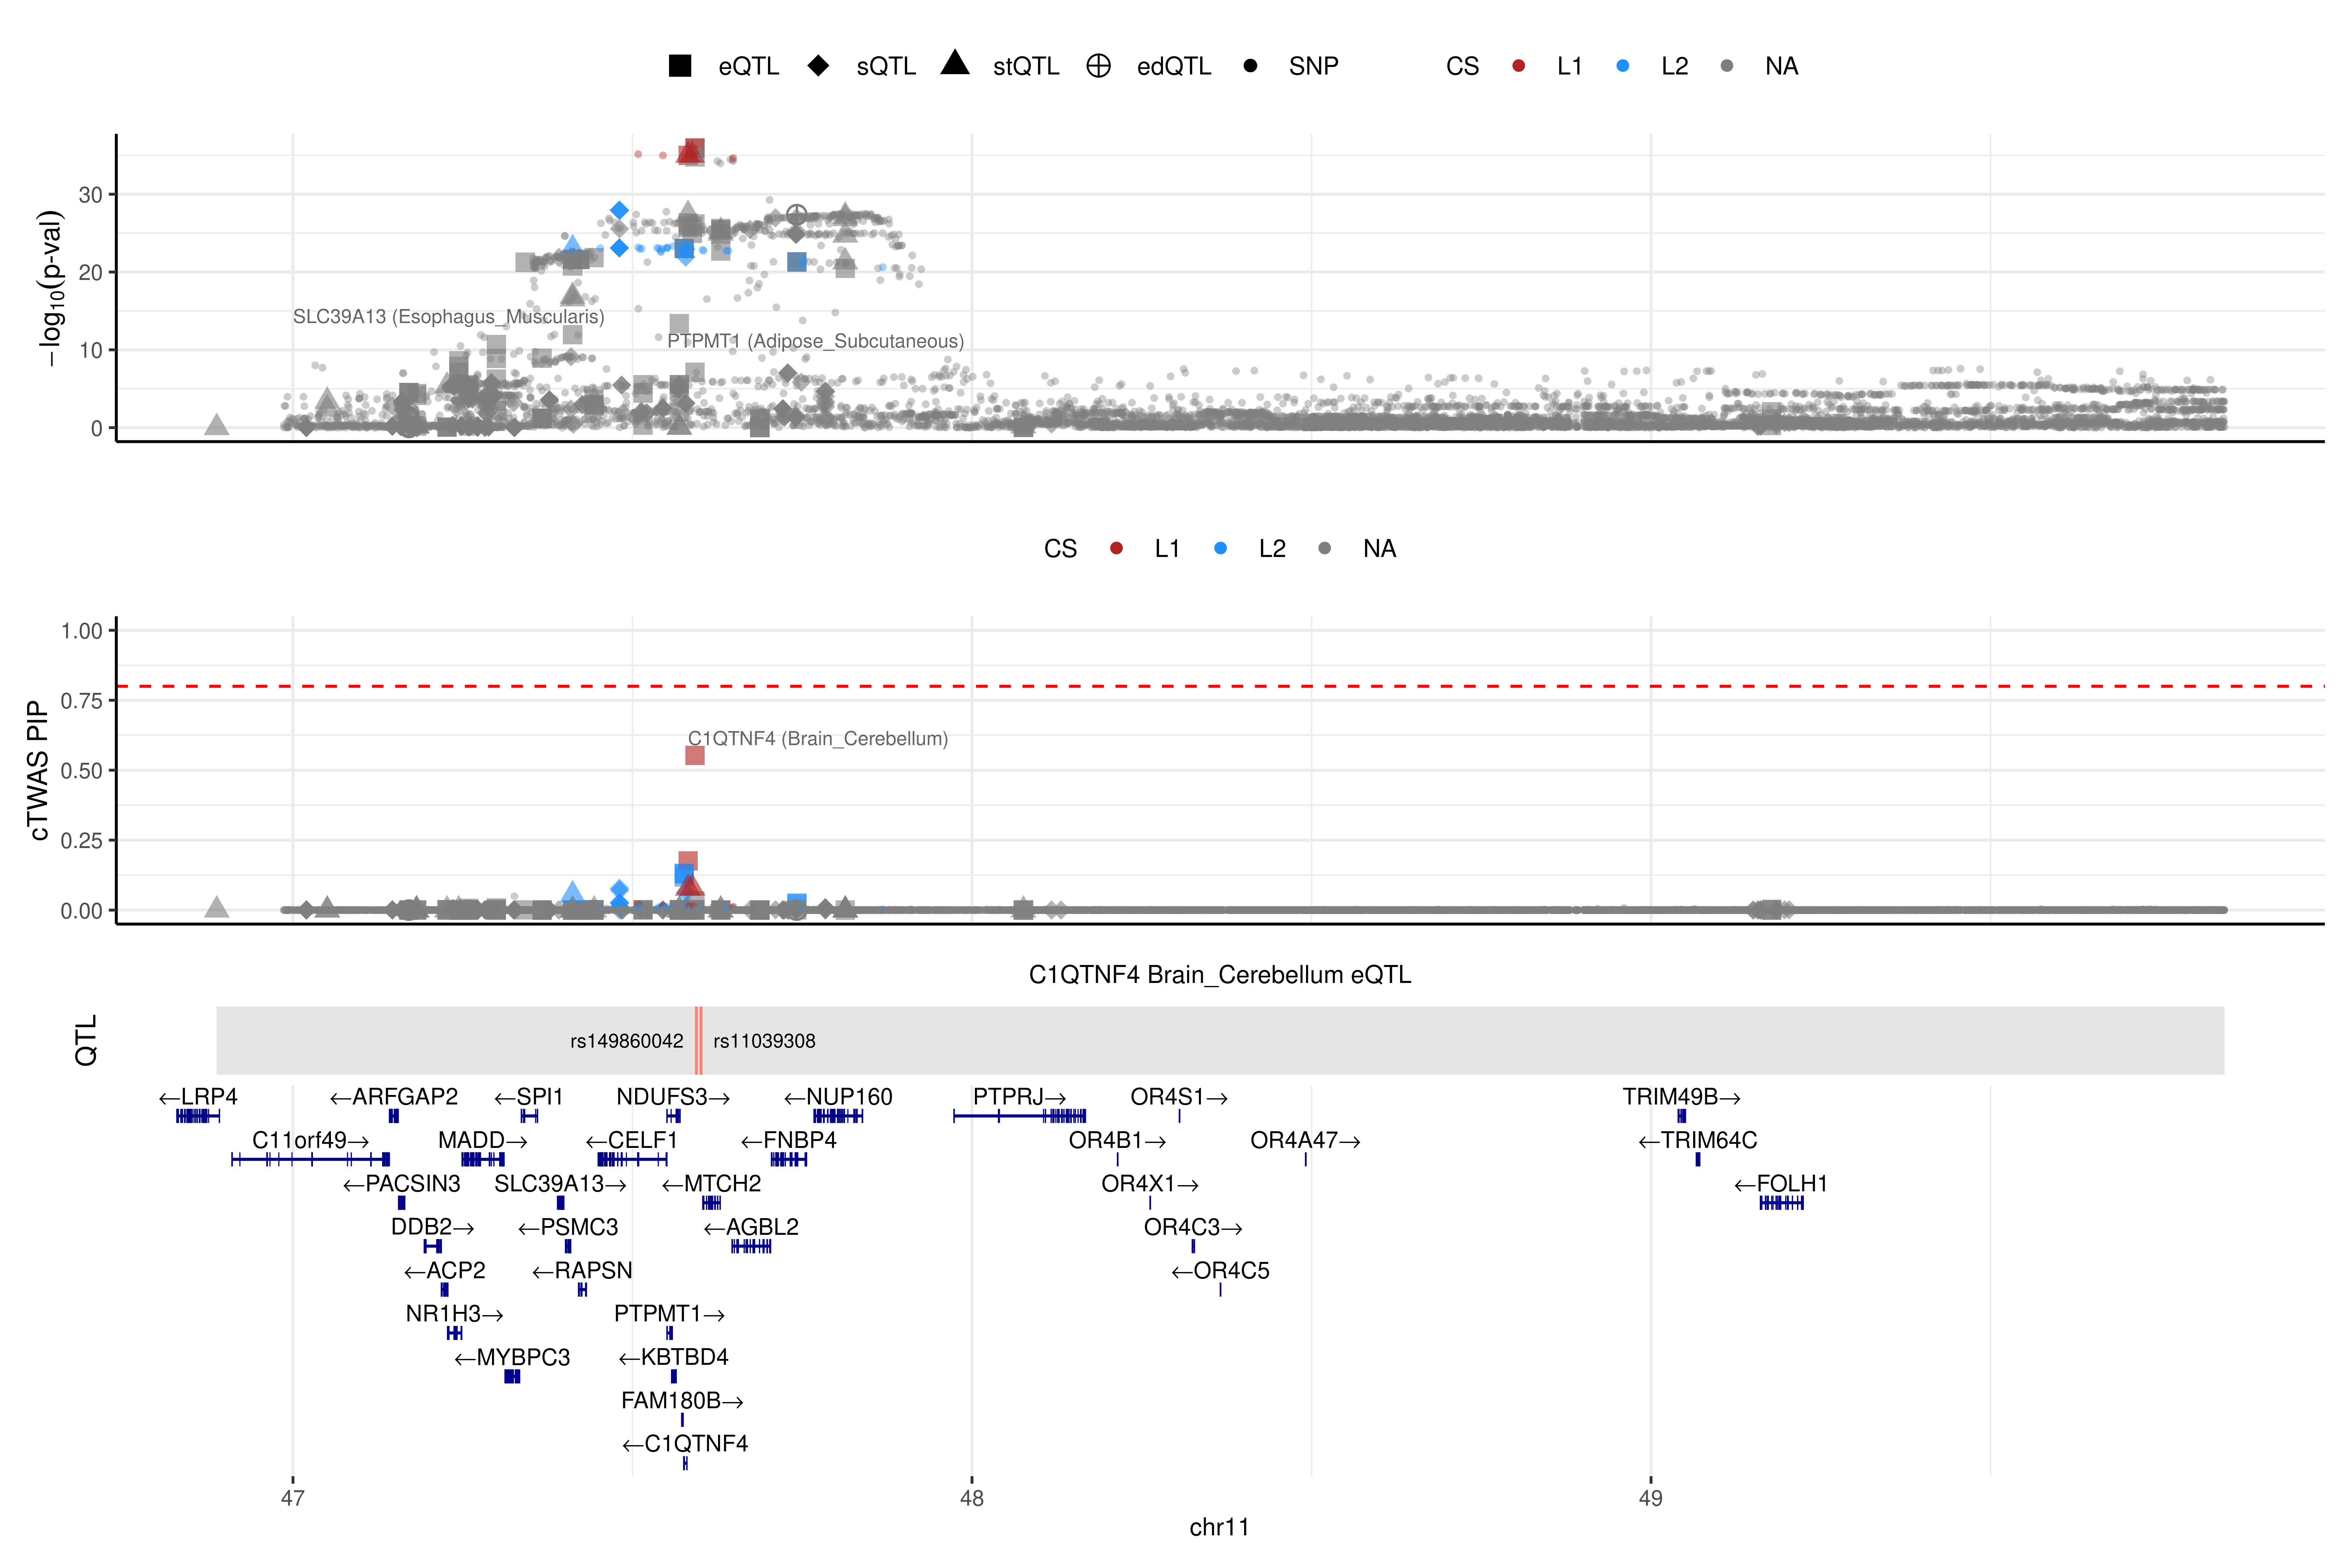 eQTL sQTL stQTL edQTL SNP CS L1 L2 NA
−log10(p-val)
30
20
10
0
SLC39A13 (Esophagus_Muscularis)
PTPMT1 (Adipose_Subcutaneous)
CS L1 L2 NA
cTWAS PIP
1.00
0.75
0.50
0.25
0.00
C1QTNF4 (Brain_Cerebellum)
C1QTNF4 Brain_Cerebellum eQTL
QTL
rs149860042 rs11039308
←LRP4 ←ARFGAP2 ←SPI1 NDUFS3→ ←NUP160 PTPRJ→ OR4S1→ TRIM49B→
C11orf49→ MADD→ ←CELF1 ←FNBP4 OR4B1→ OR4A47→ ←TRIM64C
←PACSIN3 SLC39A13→ ←MTCH2 OR4X1→ ←FOLH1
DDB2→ ←PSMC3 ←AGBL2 OR4C3→
←ACP2 ←RAPSN ←OR4C5
NR1H3→ PTPMT1→
←MYBPC3 ←KBTBD4
FAM180B→
←C1QTNF4
47 48 49
chr11